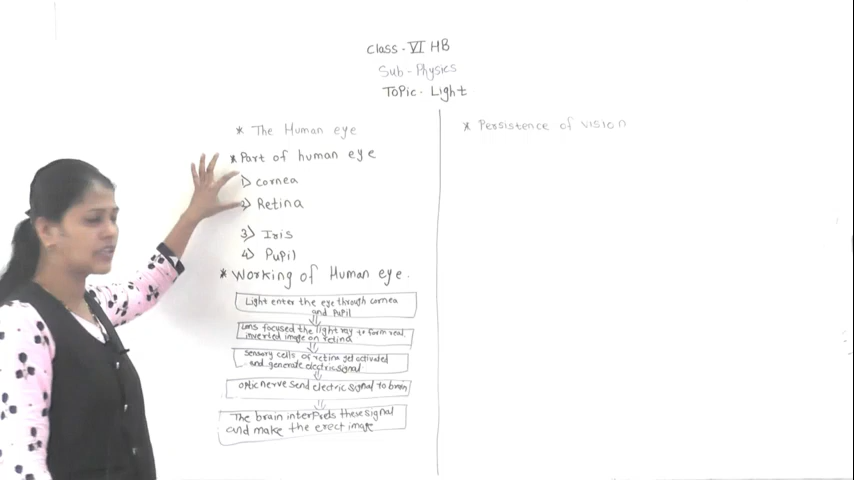 Class - VI HB
Sub - Physics
Topic - Light
* The Human eye
* Part of human eye
1> Cornea
2> Retina
3> Iris
4> Pupil
* Working of Human eye.
Light enter the eye through cornea
and pupil
Lens focused the light ray to form real
inverted image on retina
Sensory cells of retina get activated
and generate electric signal
Optic nerve send electric signal to brain
The brain interprets these signal
and make the erect image
* Persistence of vision